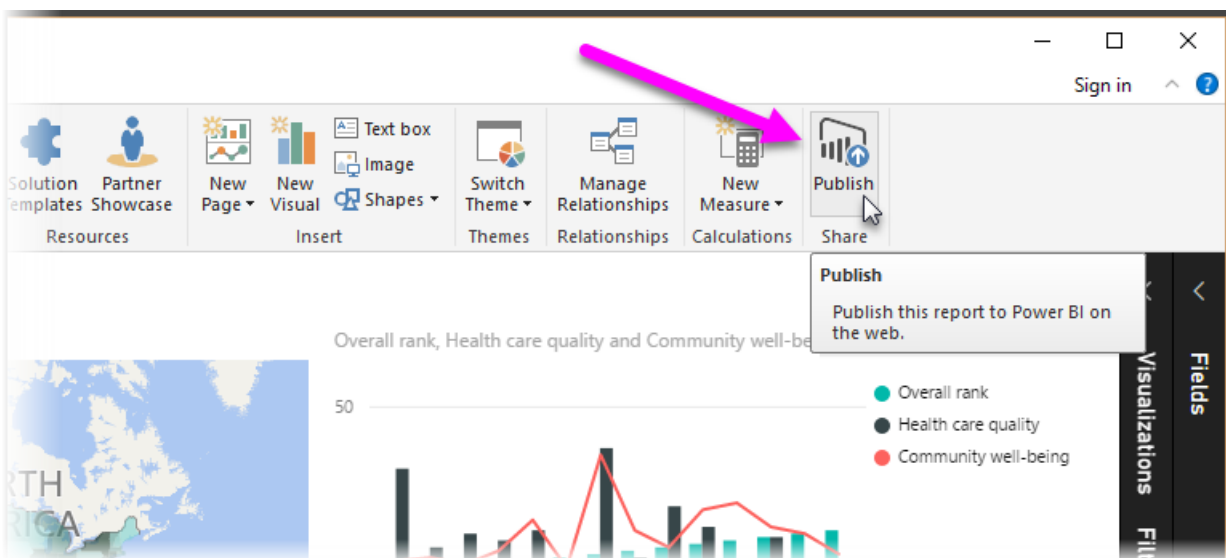 Sign in
Solution
Templates
Partner
Showcase
New
Page
New
Visual
Text box
Image
Shapes
Switch
Theme
Manage
Relationships
New
Measure
Publish
Resources
Insert
Themes
Relationships
Calculations
Share
Publish
Publish this report to Power BI on
the web.
Overall rank, Health care quality and Community well-be
50
Overall rank
Health care quality
Community well-being
RTH
RICA
Visualizations
Fields
Fil